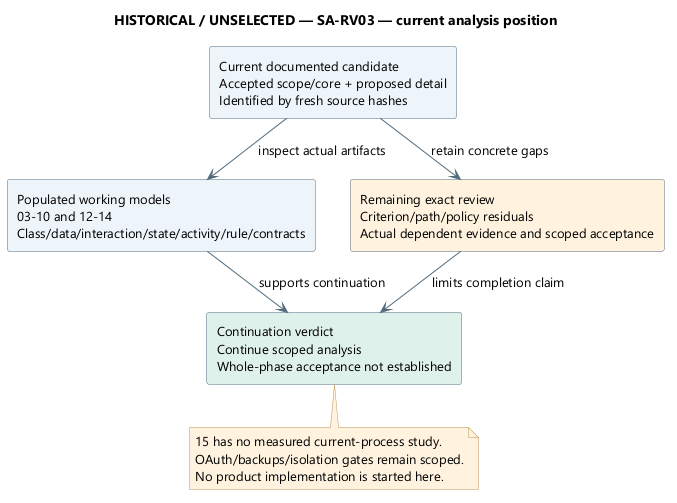 HISTORICAL / UNSELECTED — SA-RV03 — current analysis position
Current documented candidate
Accepted scope/core + proposed detail
Identified by fresh source hashes
inspect actual artifacts
retain concrete gaps
Populated working models
03-10 and 12-14
Class/data/interaction/state/activity/rule/contracts
Remaining exact review
Criterion/path/policy residuals
Actual dependent evidence and scoped acceptance
supports continuation
limits completion claim
Continuation verdict
Continue scoped analysis
Whole-phase acceptance not established
15 has no measured current-process study.
OAuth/backups/isolation gates remain scoped.
No product implementation is started here.